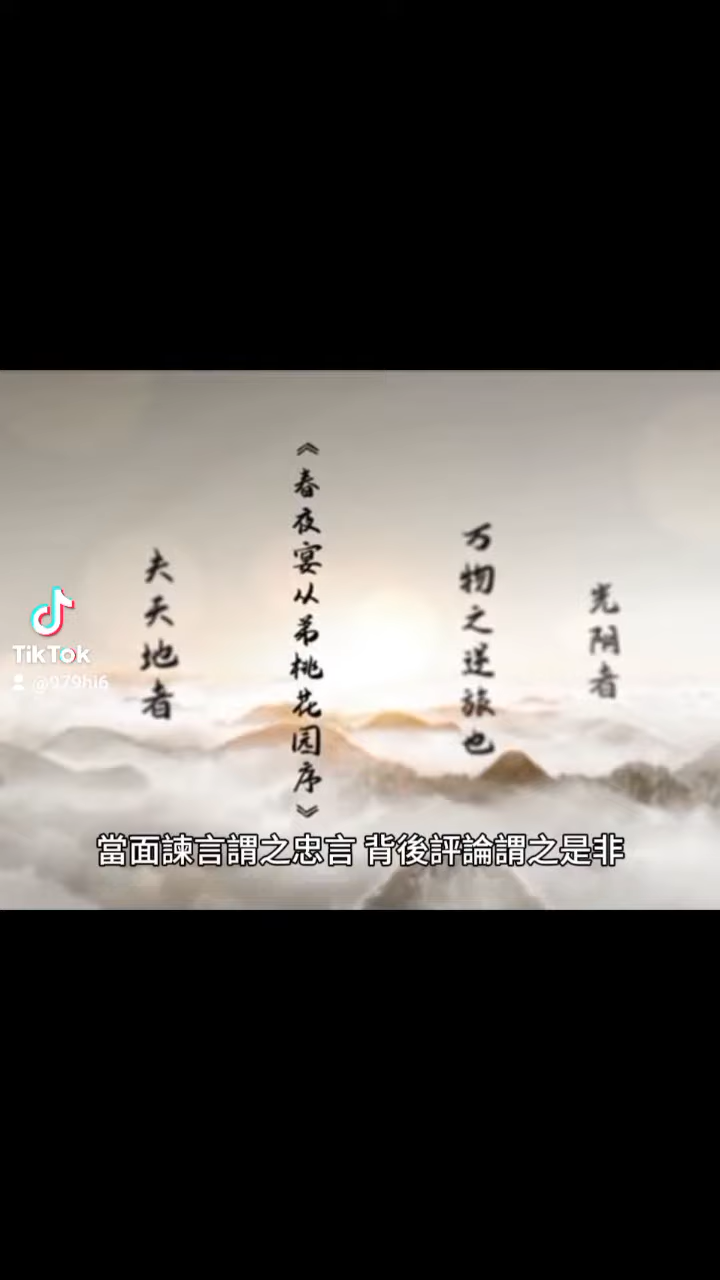 夫天地者
《春夜宴从弟桃花园序》
万物之逆旅也
光阴者
TikTok
@979hi6
當面諫言謂之忠言 背後評論謂之是非